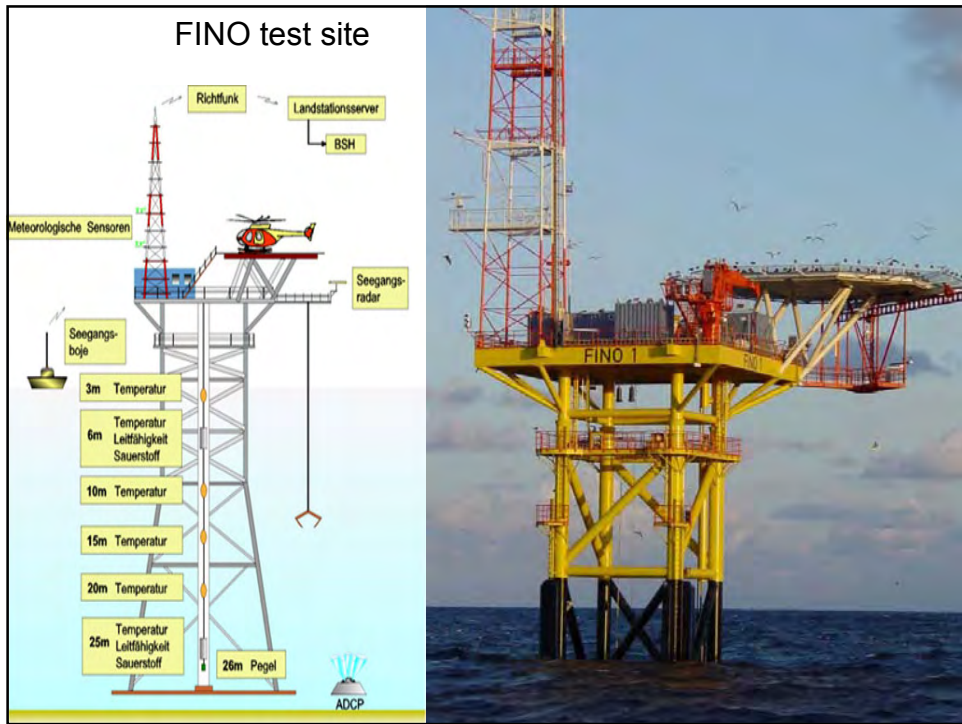 FINO test site
Richtfunk
Landstationsserver
BSH
Meteorologische Sensoren
Seegangs-
radar
Seegangs-
boje
3m Temperatur
Temperatur
6m Leitfähigkeit
Sauerstoff
10m Temperatur
15m Temperatur
20m Temperatur
Temperatur
25m Leitfähigkeit
Sauerstoff
26m Pegel
ADCP
FINO 1
FINO 1